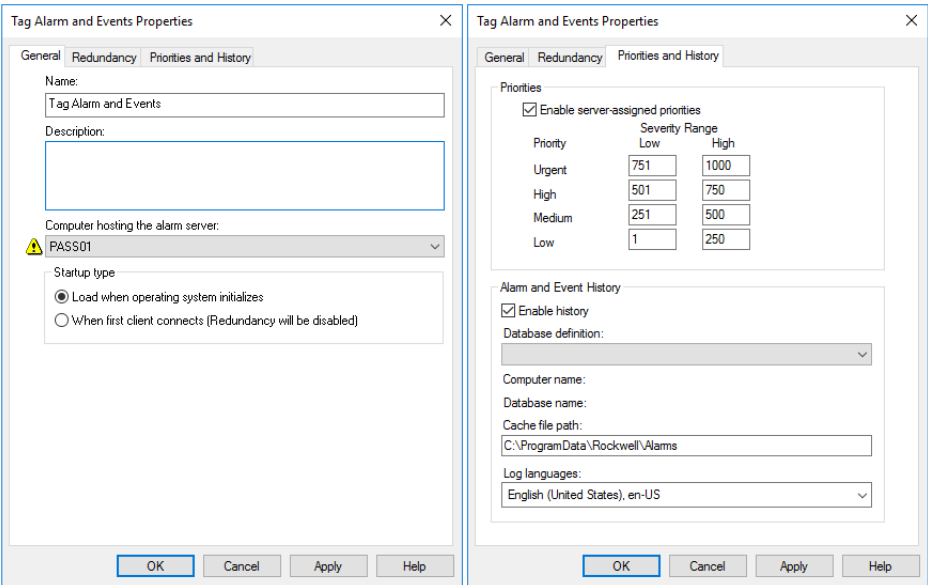 Tag Alarm and Events Properties
General Redundancy Priorities and History
Name:
Tag Alarm and Events
Description:
Computer hosting the alarm server:
PASS01
Startup type
Load when operating system initializes
When first client connects (Redundancy will be disabled)
OK Cancel Apply Help
Tag Alarm and Events Properties
General Redundancy Priorities and History
Priorities
Enable server-assigned priorities
Severity Range
Priority Low High
Urgent 751 1000
High 501 750
Medium 251 500
Low 1 250
Alarm and Event History
Enable history
Database definition:
Computer name:
Database name:
Cache file path:
C:\ProgramData\Rockwell\Alarms
Log languages:
English (United States), en-US
OK Cancel Apply Help